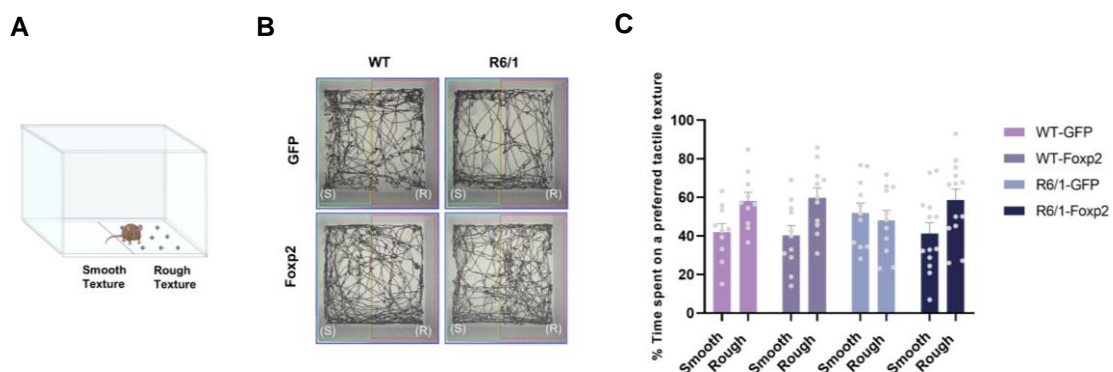 A
Smooth
Texture
Rough
Texture
B
WT
R6/1
GFP
(S)
(R)
(S)
(R)
Foxp2
(S)
(R)
(S)
(R)
C
% Time spent on a preferred tactile texture
100
80
60
40
20
0
Smooth
Rough
Smooth
Rough
Smooth
Rough
Smooth
Rough
WT-GFP
WT-Foxp2
R6/1-GFP
R6/1-Foxp2